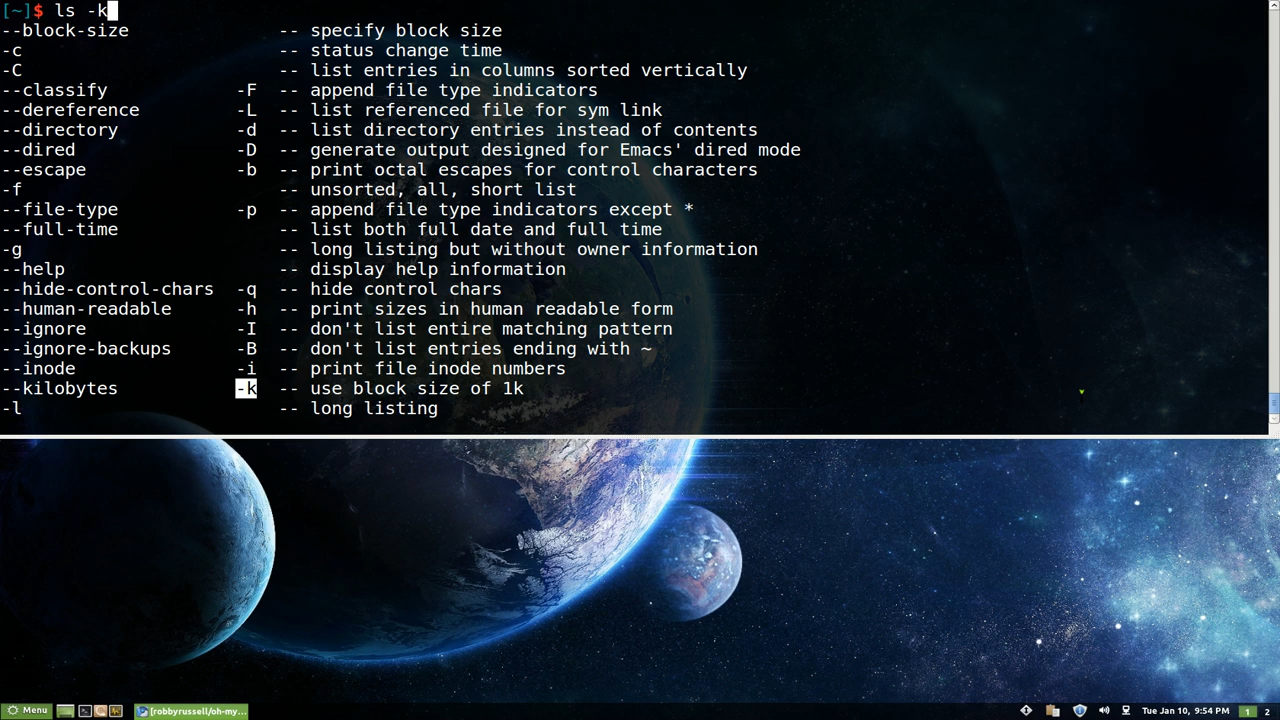 [~]$ ls -k
--block-size -- specify block size
-c -- status change time
-C -- list entries in columns sorted vertically
--classify -F -- append file type indicators
--dereference -L -- list referenced file for sym link
--directory -d -- list directory entries instead of contents
--dired -D -- generate output designed for Emacs' dired mode
--escape -b -- print octal escapes for control characters
-f -- unsorted, all, short list
--file-type -p -- append file type indicators except *
--full-time -- list both full date and full time
-g -- long listing but without owner information
--help -- display help information
--hide-control-chars -q -- hide control chars
--human-readable -h -- print sizes in human readable form
--ignore -I -- don't list entire matching pattern
--ignore-backups -B -- don't list entries ending with ~
--inode -i -- print file inode numbers
--kilobytes -k -- use block size of 1k
-l -- long listing
Menu [robbyrussell/oh-my... Tue Jan 10, 9:54 PM 1 2